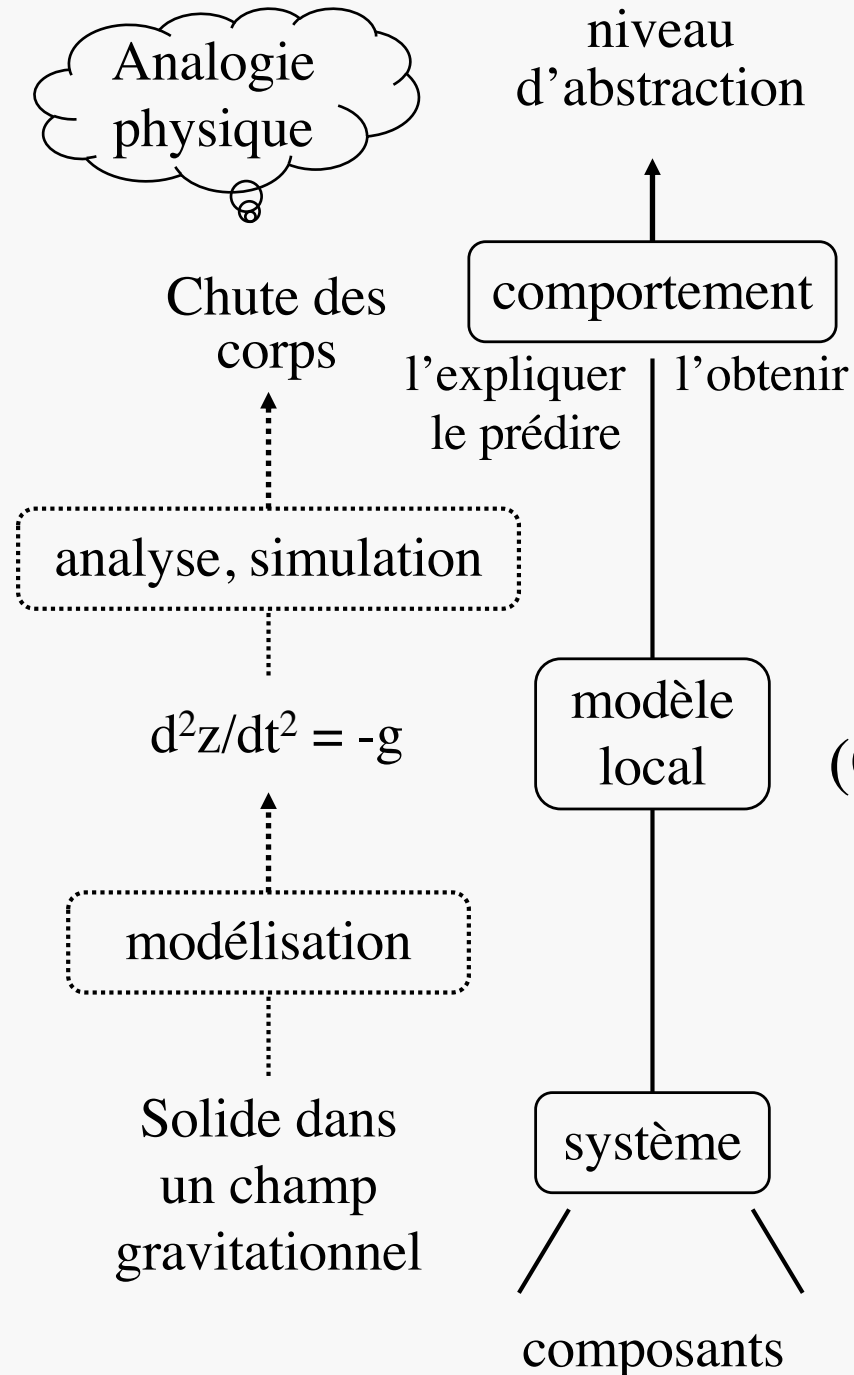 Analogie
physique
niveau
d’abstraction
Chute des
corps
comportement
l’expliquer
le prédire
l’obtenir
analyse, simulation
d²z/dt² = -g
modèle
local
(
modélisation
Solide dans
un champ
gravitationnel
système
composants